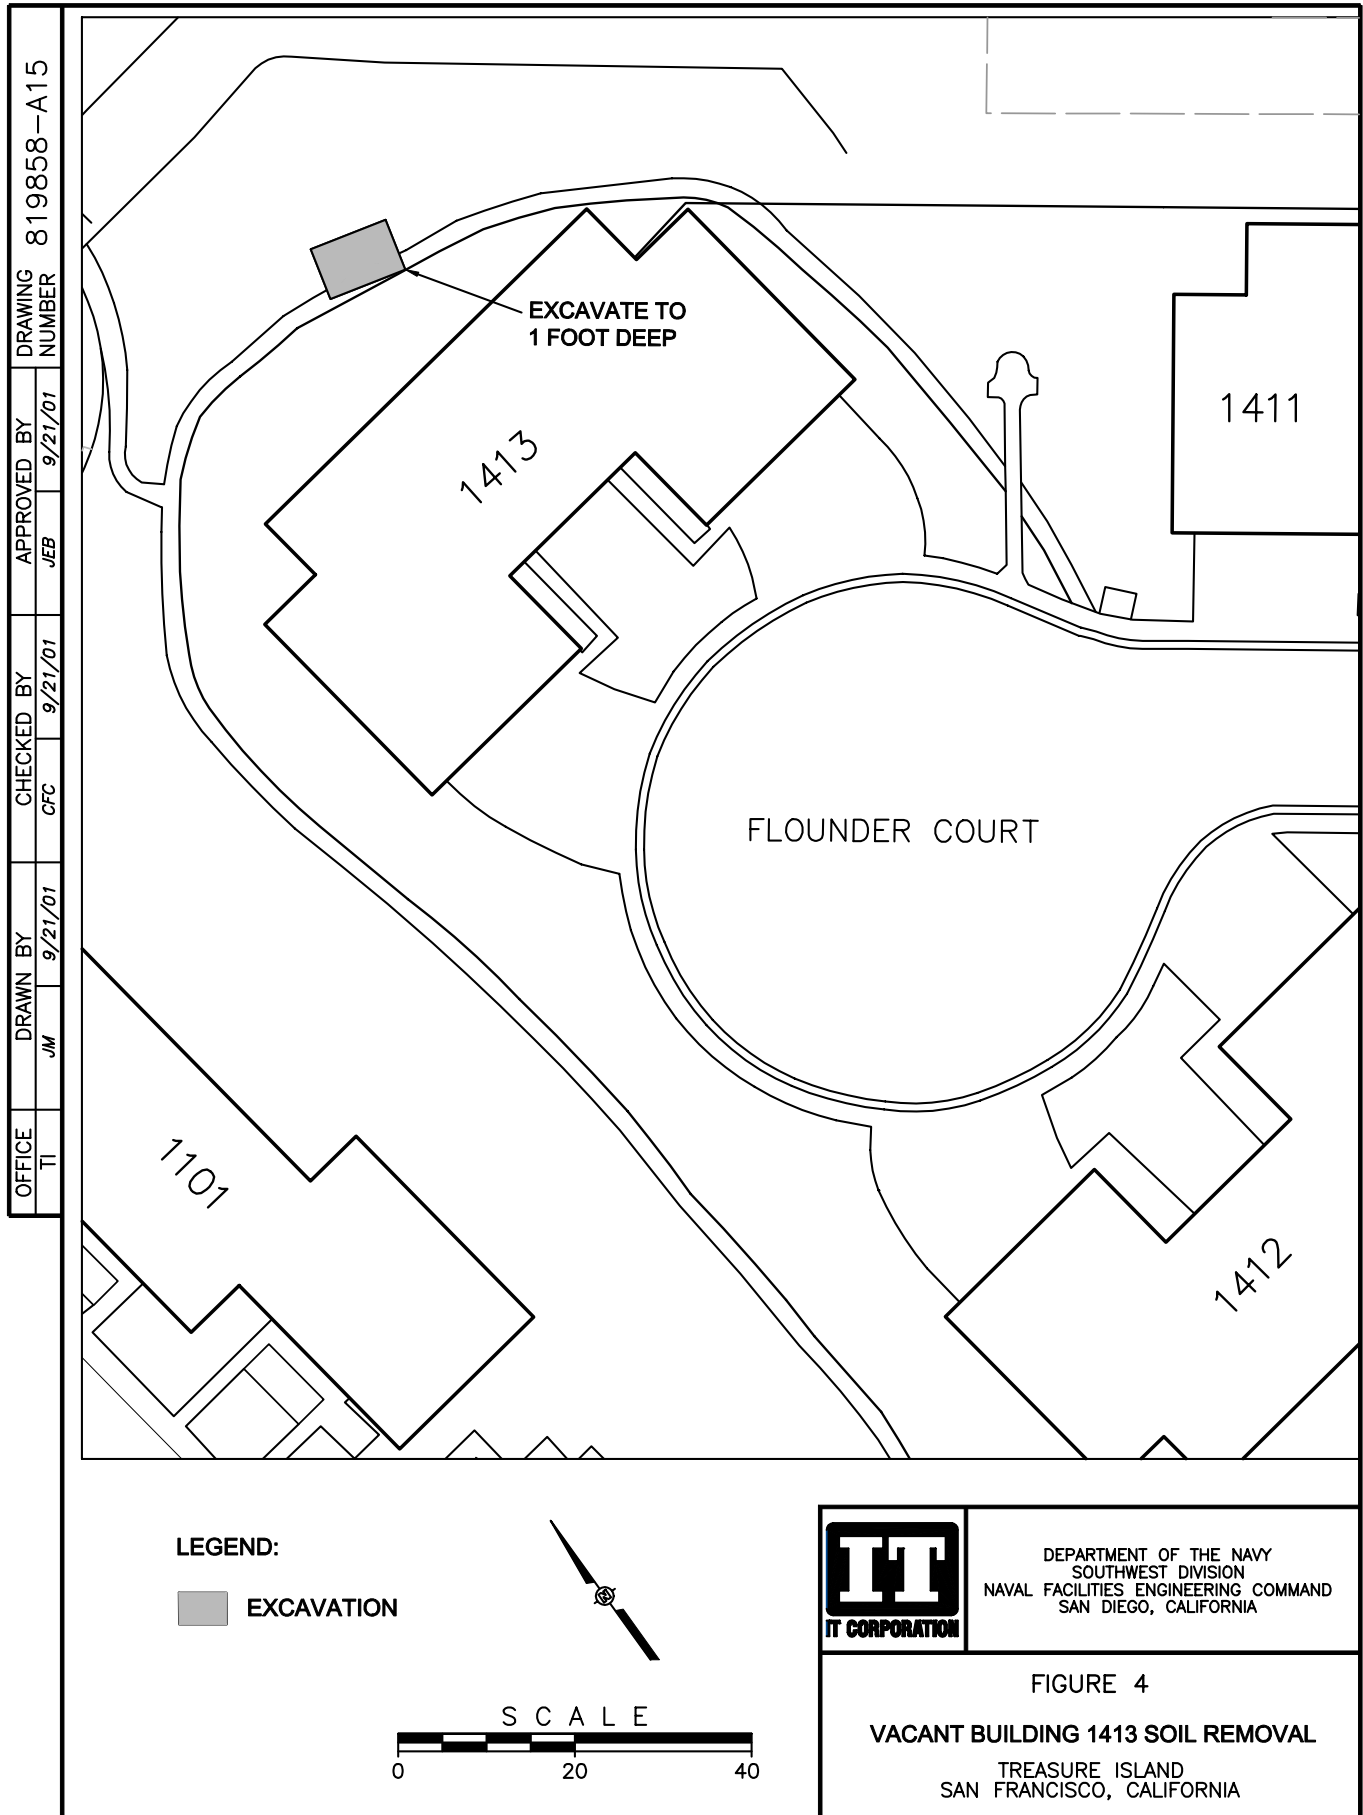 DRAWING
NUMBER
819858-A15
APPROVED BY
9/21/01
JEB
CHECKED BY
9/21/01
CFC
DRAWN BY
9/21/01
JM
OFFICE
TI
EXCAVATE TO
1 FOOT DEEP
1413
1411
FLOUNDER COURT
1101
1412
LEGEND:
EXCAVATION
N
SCALE
0 20 40
IT
IT CORPORATION
DEPARTMENT OF THE NAVY
SOUTHWEST DIVISION
NAVAL FACILITIES ENGINEERING COMMAND
SAN DIEGO, CALIFORNIA
FIGURE 4
VACANT BUILDING 1413 SOIL REMOVAL
TREASURE ISLAND
SAN FRANCISCO, CALIFORNIA